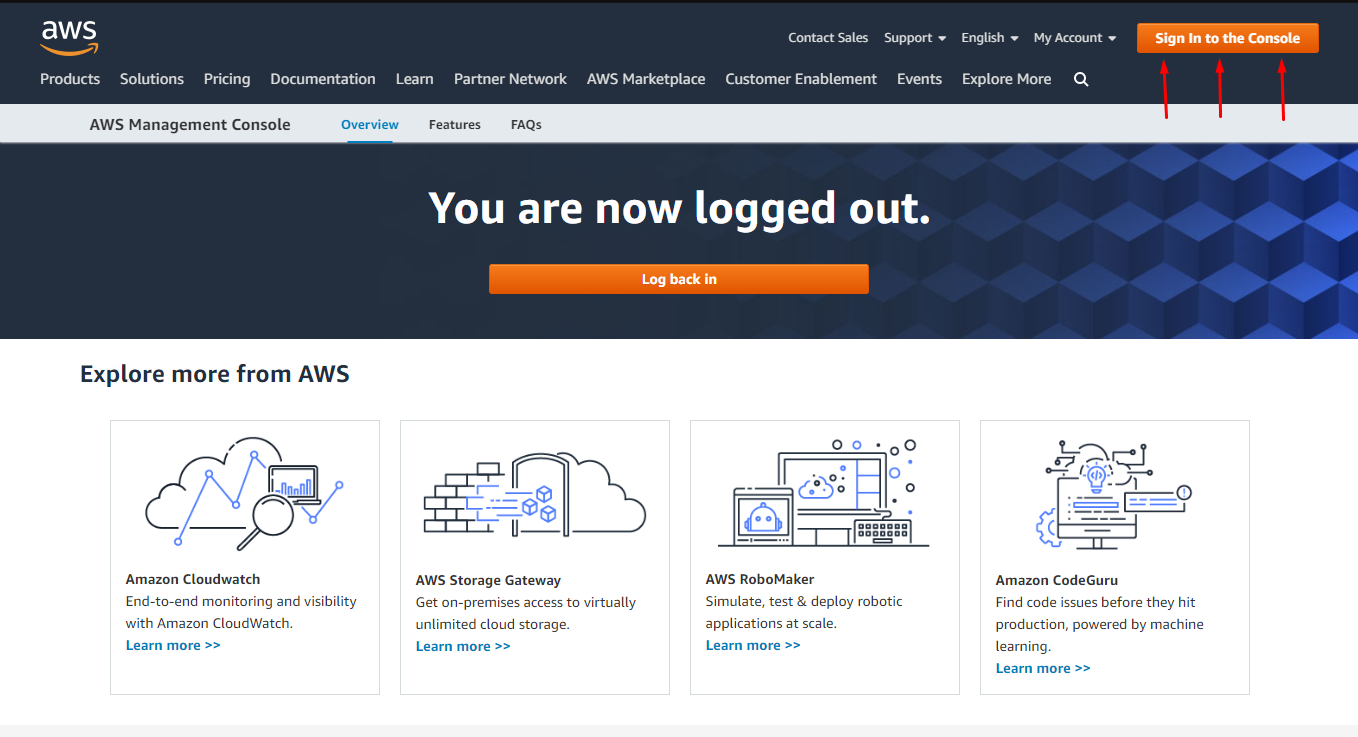 aws
Contact Sales Support English My Account Sign In to the Console
Products Solutions Pricing Documentation Learn Partner Network AWS Marketplace Customer Enablement Events Explore More
AWS Management Console Overview Features FAQs
You are now logged out.
Log back in
Explore more from AWS
Amazon Cloudwatch
End-to-end monitoring and visibility
with Amazon CloudWatch.
Learn more >>
AWS Storage Gateway
Get on-premises access to virtually
unlimited cloud storage.
Learn more >>
AWS RoboMaker
Simulate, test & deploy robotic
applications at scale.
Learn more >>
Amazon CodeGuru
Find code issues before they hit
production, powered by machine
learning.
Learn more >>